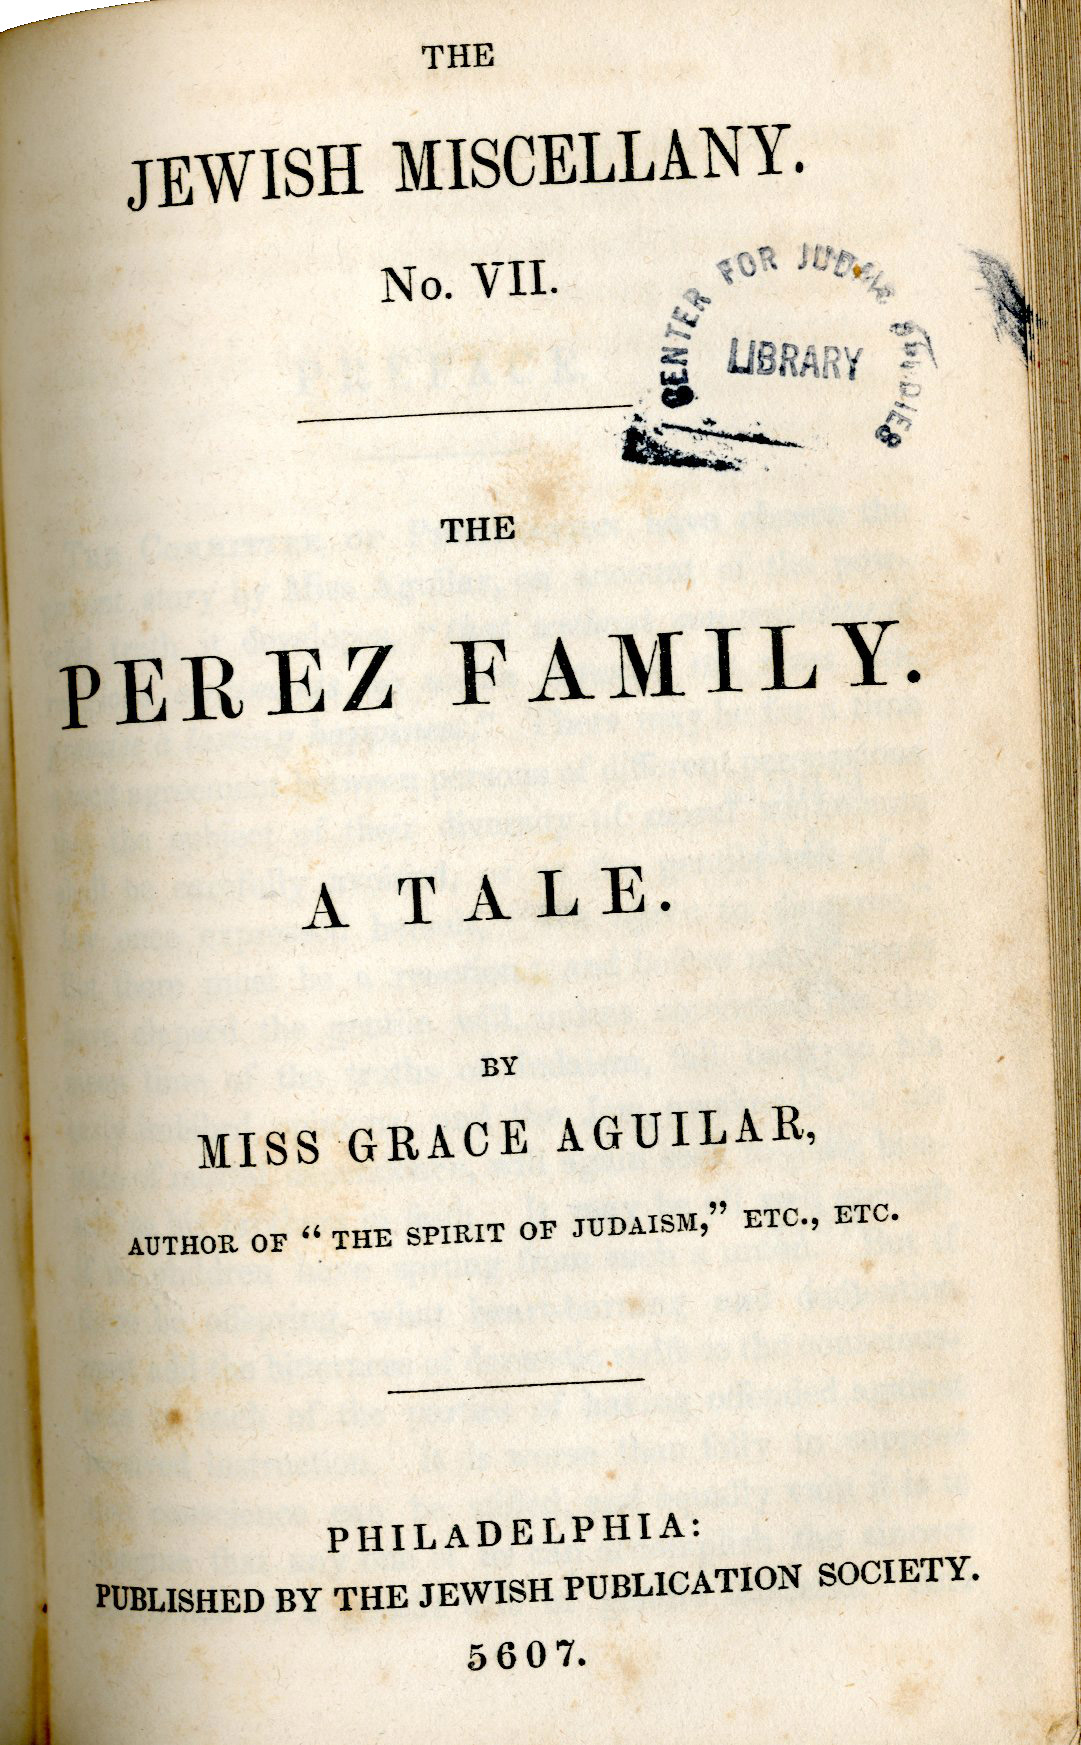 THE
JEWISH MISCELLANY.
No. VII.
CENTER FOR JUDAIC STUDIES
LIBRARY
THE
PEREZ FAMILY.
A TALE.
BY
MISS GRACE AGUILAR,
AUTHOR OF “THE SPIRIT OF JUDAISM,” ETC., ETC.
PHILADELPHIA:
PUBLISHED BY THE JEWISH PUBLICATION SOCIETY.
5607.